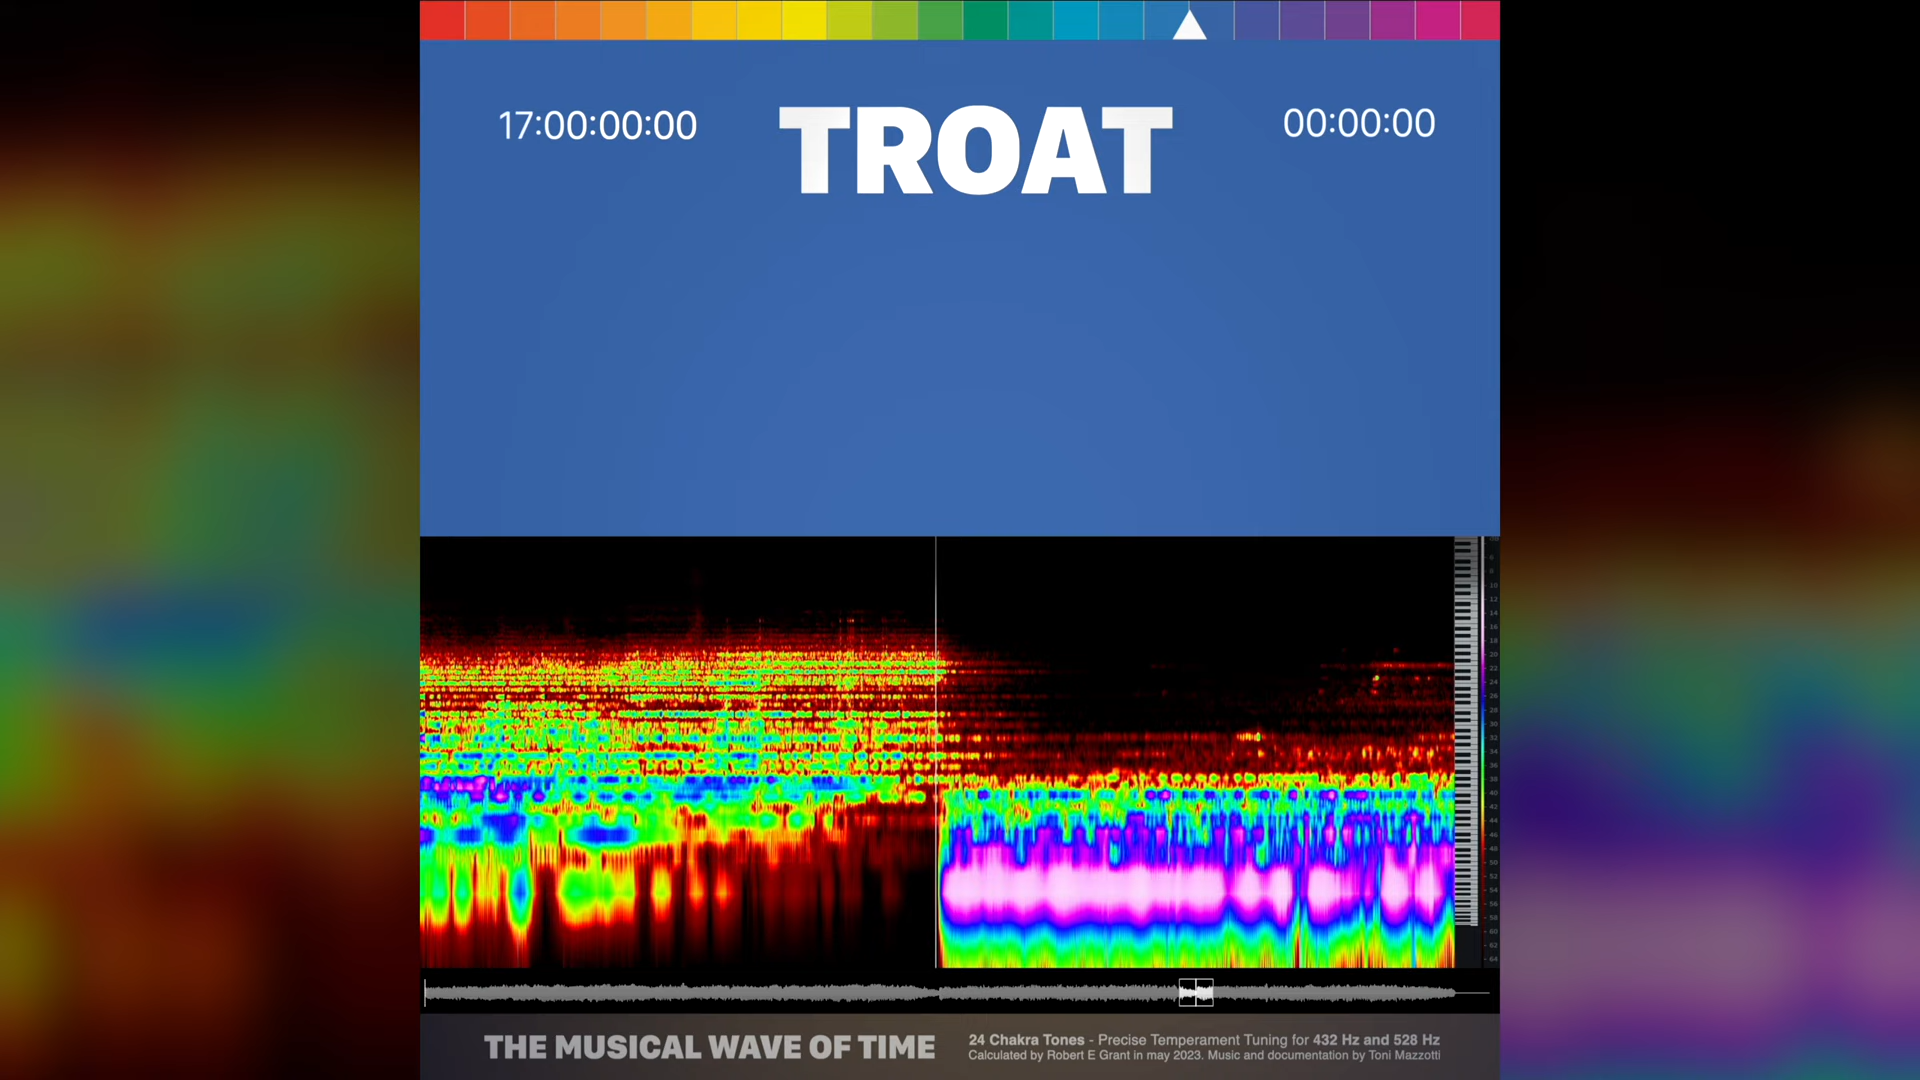 17:00:00:00
TROAT
00:00:00
THE MUSICAL WAVE OF TIME
24 Chakra Tones - Precise Temperament Tuning for 432 Hz and 528 Hz
Calculated by Robert E Grant in may 2023. Music and documentation by Toni Mazzotti